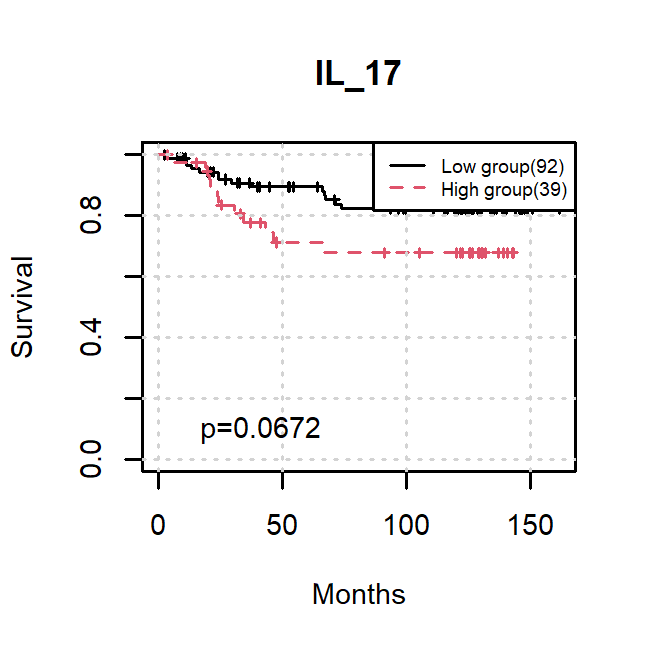 IL_17
Low group(92)
High group(39)
Survival
0.8
0.4
0.0
p=0.0672
0 50 100 150
Months